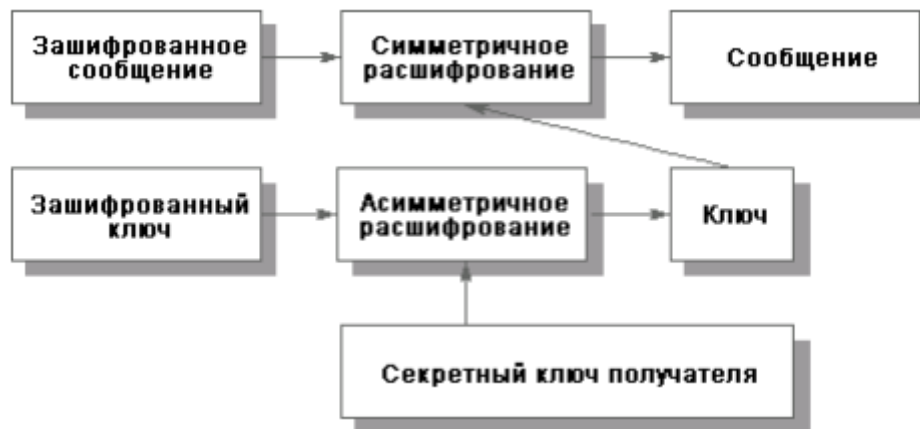 Зашифрованное
сообщение
Симметричное
расшифрование
Сообщение
Зашифрованный
ключ
Асимметричное
расшифрование
Ключ
Секретный ключ получателя